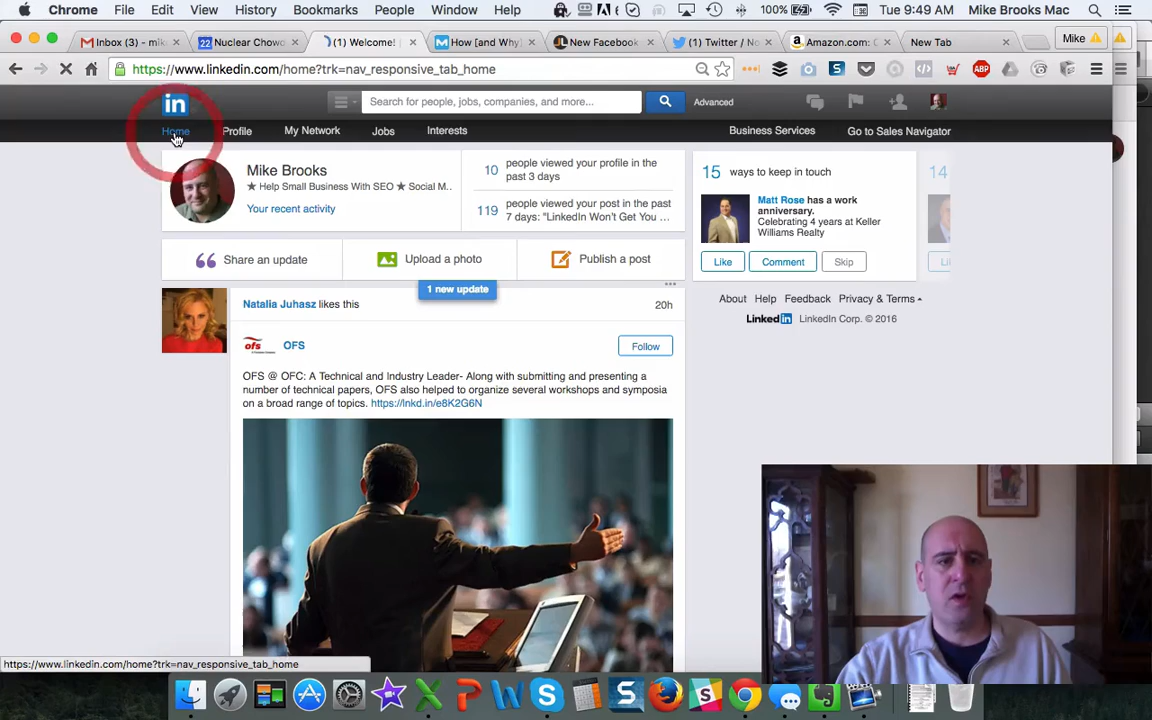 Chrome File Edit View History Bookmarks People Window Help 6 100% Tue 9:49 AM Mike Brooks Mac
Inbox (3) - mik
Nuclear Chowd
(1) Welcome!
How [and Why]
New Facebook
(1) Twitter / No
Amazon.com: C
New Tab
Mike
https://www.linkedin.com/home?trk=nav_responsive_tab_home
ABP
in
Search for people, jobs, companies, and more...
Advanced
Home Profile My Network Jobs Interests Business Services Go to Sales Navigator
Mike Brooks
★ Help Small Business With SEO ★ Social M..
Your recent activity
10 people viewed your profile in the
past 3 days
119 people viewed your post in the past
7 days: "LinkedIn Won't Get You ...
15 ways to keep in touch
14
Matt Rose has a work
anniversary.
Celebrating 4 years at Keller
Williams Realty
Like Comment Skip
Li
Share an update Upload a photo Publish a post
1 new update
About Help Feedback Privacy & Terms
Linked in LinkedIn Corp. © 2016
Natalia Juhasz likes this 20h
ofs
OFS
Follow
OFS @ OFC: A Technical and Industry Leader- Along with submitting and presenting a
number of technical papers, OFS also helped to organize several workshops and symposia
on a broad range of topics. https://lnkd.in/e8K2G6N
https://www.linkedin.com/home?trk=nav_responsive_tab_home